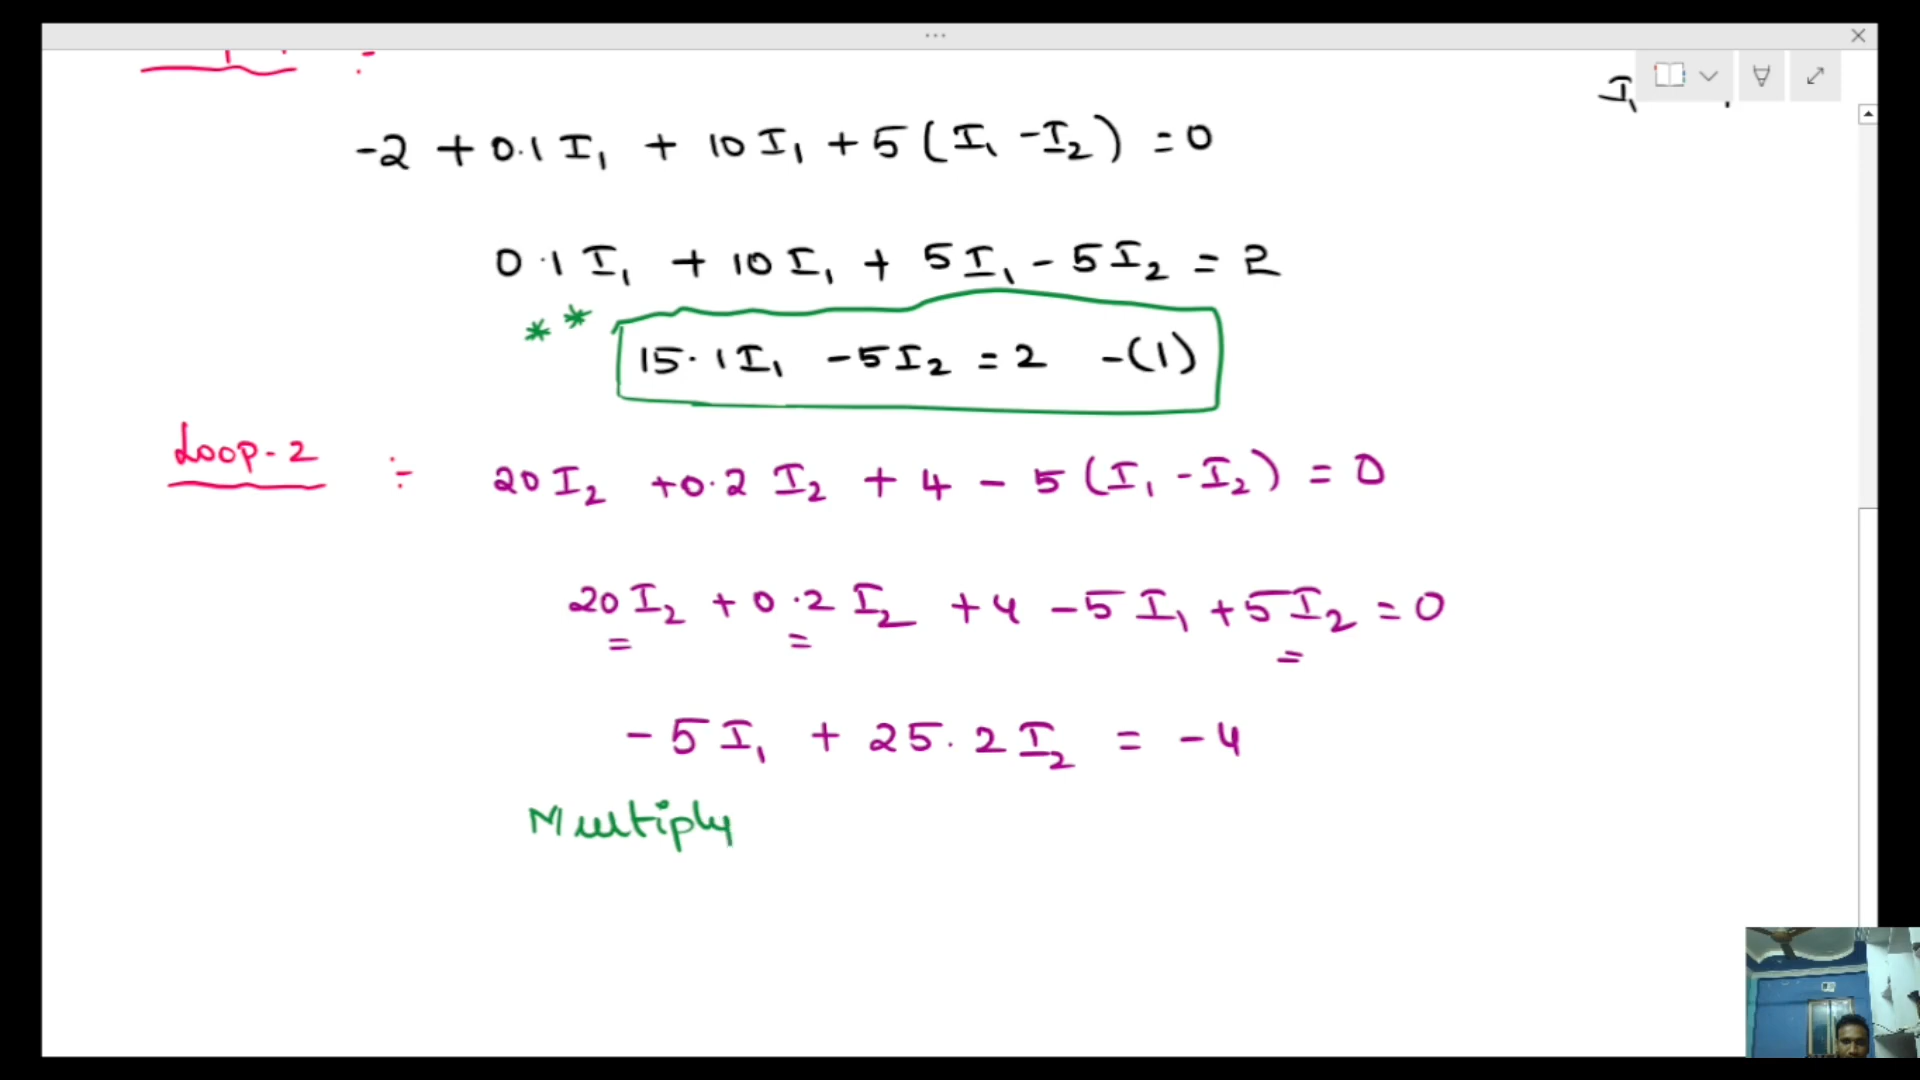 I₁
-2 + 0.1 I₁ + 10 I₁ + 5 (I₁ - I₂) = 0
0.1 I₁ + 10 I₁ + 5 I₁ - 5 I₂ = 2
* *
15.1 I₁ - 5 I₂ = 2 -(1)
Loop-2 :- 20 I₂ + 0.2 I₂ + 4 - 5 (I₁ - I₂) = 0
20 I₂ + 0.2 I₂ + 4 - 5 I₁ + 5 I₂ = 0
- 5 I₁ + 25.2 I₂ = - 4
Multiply